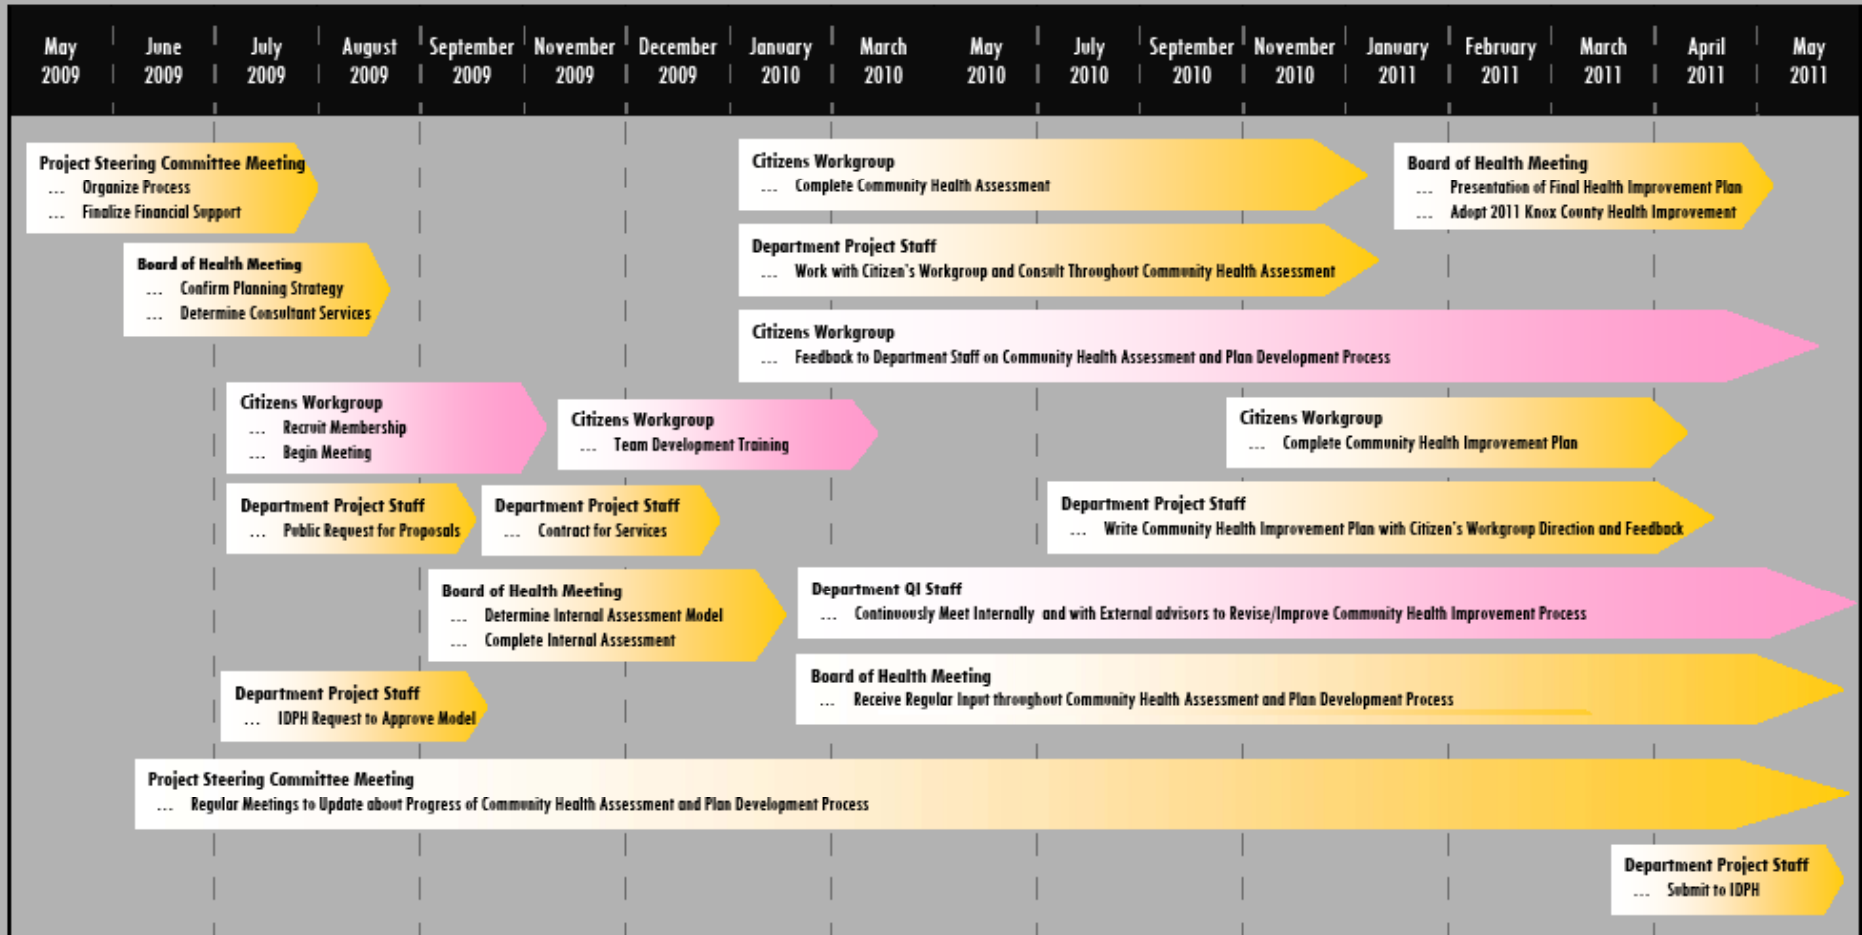 May June July August September November December January March May July September November January February March April May
2009 2009 2009 2009 2009 2009 2009 2010 2010 2010 2010 2010 2010 2011 2011 2011 2011 2011
Project Steering Committee Meeting
... Organize Process
... Finalize Financial Support
Board of Health Meeting
... Confirm Planning Strategy
... Determine Consultant Services
Citizens Workgroup
... Complete Community Health Assessment
Board of Health Meeting
... Presentation of Final Health Improvement Plan
... Adopt 2011 Knox County Health Improvement
Department Project Staff
... Work with Citizen's Workgroup and Consult Throughout Community Health Assessment
Citizens Workgroup
... Feedback to Department Staff on Community Health Assessment and Plan Development Process
Citizens Workgroup
... Recruit Membership
... Begin Meeting
Citizens Workgroup
... Team Development Training
Citizens Workgroup
... Complete Community Health Improvement Plan
Department Project Staff
... Public Request for Proposals
Department Project Staff
... Contract for Services
Department Project Staff
... Write Community Health Improvement Plan with Citizen's Workgroup Direction and Feedback
Board of Health Meeting
... Determine Internal Assessment Model
... Complete Internal Assessment
Department QI Staff
... Continuously Meet Internally and with External advisors to Revise/Improve Community Health Improvement Process
Department Project Staff
... IDPH Request to Approve Model
Board of Health Meeting
... Receive Regular Input throughout Community Health Assessment and Plan Development Process
Project Steering Committee Meeting
... Regular Meetings to Update about Progress of Community Health Assessment and Plan Development Process
Department Project Staff
... Submit to IDPH